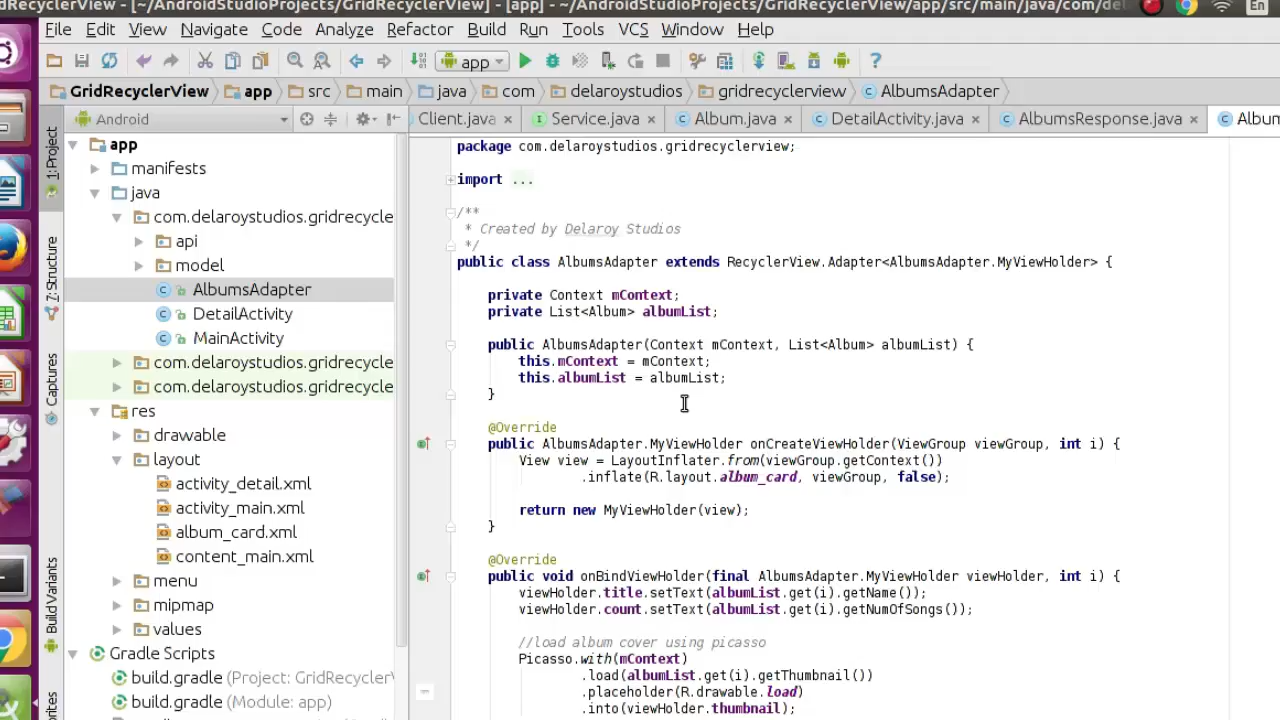 ridRecyclerView - [~/AndroidStudioProjects/GridRecyclerView] - [app] - ~/AndroidStudioProjects/GridRecyclerView/app/src/main/java/com/del
En
File Edit View Navigate Code Analyze Refactor Build Run Tools VCS Window Help
app
GridRecyclerView app src main java com delaroystudios gridrecyclerview AlbumsAdapter
Android
Client.java Service.java Album.java DetailActivity.java AlbumsResponse.java Album
1: Project
Z: Structure
Captures
Build Variants
app
manifests
java
com.delaroystudios.gridrecycle
api
model
AlbumsAdapter
DetailActivity
MainActivity
com.delaroystudios.gridrecycle
com.delaroystudios.gridrecycle
res
drawable
layout
activity_detail.xml
activity_main.xml
album_card.xml
content_main.xml
menu
mipmap
values
Gradle Scripts
build.gradle (Project: GridRecyclerV
build.gradle (Module: app)
package com.delaroystudios.gridrecyclerview;
import ...
/**
* Created by Delaroy Studios
*/
public class AlbumsAdapter extends RecyclerView.Adapter<AlbumsAdapter.MyViewHolder> {
private Context mContext;
private List<Album> albumList;
public AlbumsAdapter(Context mContext, List<Album> albumList) {
this.mContext = mContext;
this.albumList = albumList;
}
@Override
public AlbumsAdapter.MyViewHolder onCreateViewHolder(ViewGroup viewGroup, int i) {
View view = LayoutInflater.from(viewGroup.getContext())
.inflate(R.layout.album_card, viewGroup, false);
return new MyViewHolder(view);
}
@Override
public void onBindViewHolder(final AlbumsAdapter.MyViewHolder viewHolder, int i) {
viewHolder.title.setText(albumList.get(i).getName());
viewHolder.count.setText(albumList.get(i).getNumOfSongs());
//load album cover using picasso
Picasso.with(mContext)
.load(albumList.get(i).getThumbnail())
.placeholder(R.drawable.load)
.into(viewHolder.thumbnail);